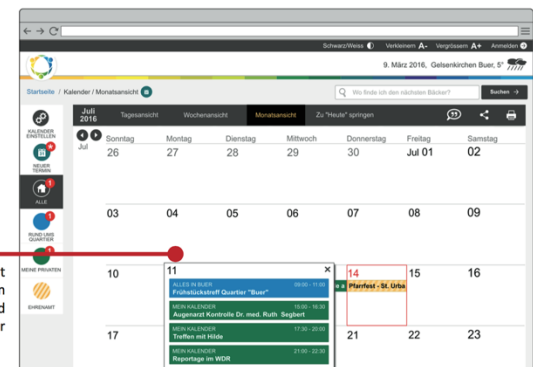 Schwarz/Weiss Verkleinern A- Vergrössern A+ Anmelden
9. März 2016, Gelsenkirchen Buer, 5°
Startseite / Kalender / Monatsansicht
Wo finde ich den nächsten Bäcker? Suchen →
Juli 2016 Tagesansicht Wochenansicht Monatsansicht Zu "Heute" springen
KALENDER EINSTELLEN
NEUER TERMIN
ALLE
RUND UMS QUARTIER
MEINE PRIVATEN
EHRENAMT
Jul Sonntag Montag Dienstag Mittwoch Donnerstag Freitag Samstag
26 27 28 29 30 Jul 01 02
03 04 05 06 07 08 09
10 11 × 14 15 16
Pfarrfest - St. Urba
ALLES IN BUER 09:00 - 11:00
Frühstückstreff Quartier "Buer"
MEIN KALENDER 15:00 - 16:30
Augenarzt Kontrolle Dr. med. Ruth Segbert
MEIN KALENDER 17:30 - 20:00
Treffen mit Hilde
MEIN KALENDER 21:00 - 22:30
Reportage im WDR
17 21 22 23